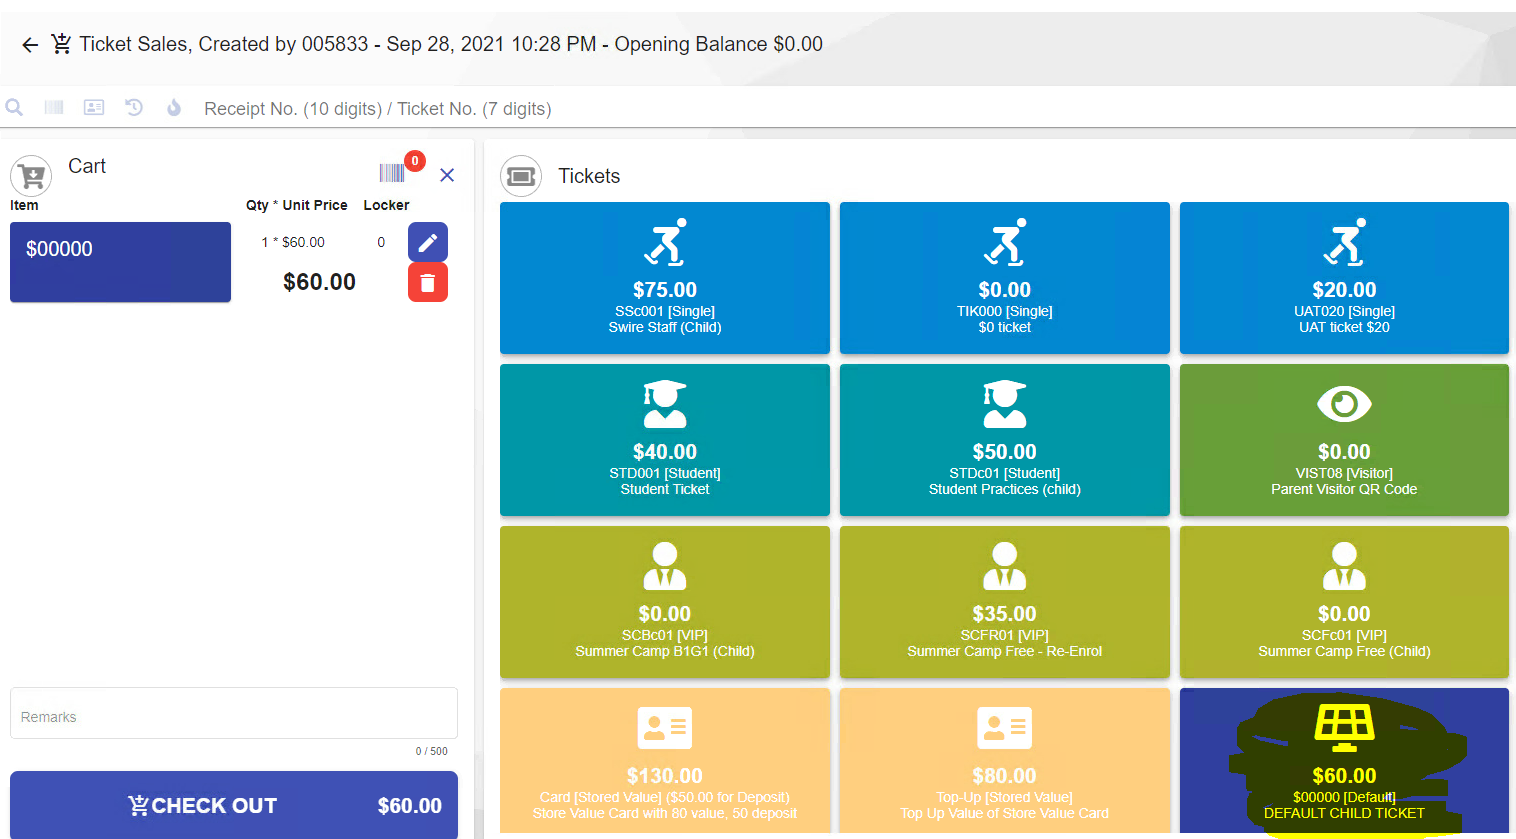 Ticket Sales, Created by 005833 - Sep 28, 2021 10:28 PM - Opening Balance $0.00
Receipt No. (10 digits) / Ticket No. (7 digits)
Cart
0
Item
Qty * Unit Price
Locker
$00000
1 * $60.00
0
$60.00
Remarks
0 / 500
CHECK OUT
$60.00
Tickets
$75.00
SSc001 [Single]
Swire Staff (Child)
$0.00
TIK000 [Single]
$0 ticket
$20.00
UAT020 [Single]
UAT ticket $20
$40.00
STD001 [Student]
Student Ticket
$50.00
STDc01 [Student]
Student Practices (child)
$0.00
VIST08 [Visitor]
Parent Visitor QR Code
$0.00
SCBc01 [VIP]
Summer Camp B1G1 (Child)
$35.00
SCFR01 [VIP]
Summer Camp Free - Re-Enrol
$0.00
SCFc01 [VIP]
Summer Camp Free (Child)
$130.00
Card [Stored Value] ($50.00 for Deposit)
Store Value Card with 80 value, 50 deposit
$80.00
Top-Up [Stored Value]
Top Up Value of Store Value Card
$60.00
$00000 [Default]
DEFAULT CHILD TICKET